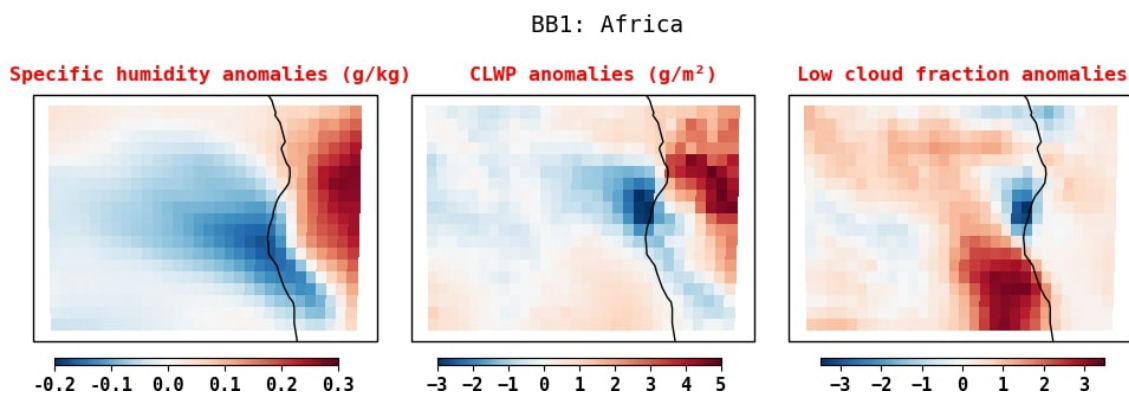 BB1: Africa
Specific humidity anomalies (g/kg) CLWP anomalies (g/m²) Low cloud fraction anomalies
-0.2 -0.1 0.0 0.1 0.2 0.3 −3 −2 −1 0 1 2 3 4 5 −3 −2 −1 0 1 2 3